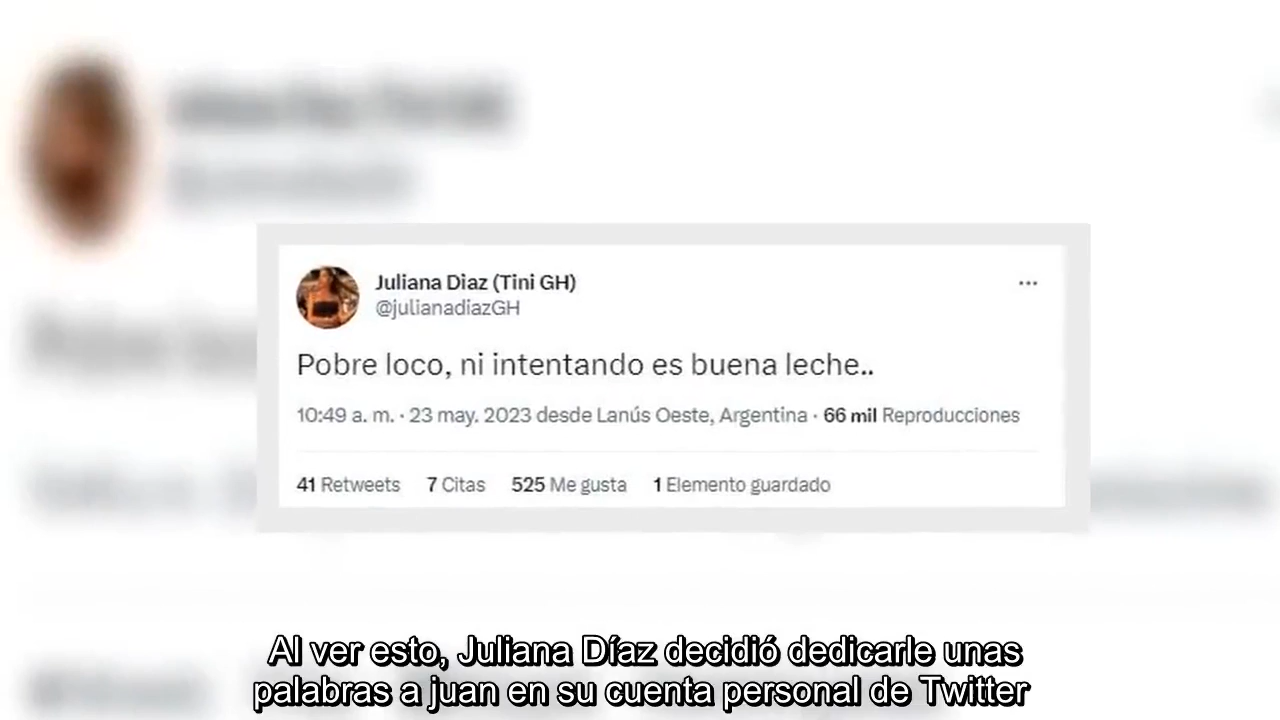 Juliana Diaz (Tini GH)
@julianadiazGH
Pobre loco, ni intentando es buena leche..
10:49 a. m. · 23 may. 2023 desde Lanús Oeste, Argentina · 66 mil Reproducciones
41 Retweets 7 Citas 525 Me gusta 1 Elemento guardado
Al ver esto, Juliana Díaz decidió dedicarle unas
palabras a juan en su cuenta personal de Twitter